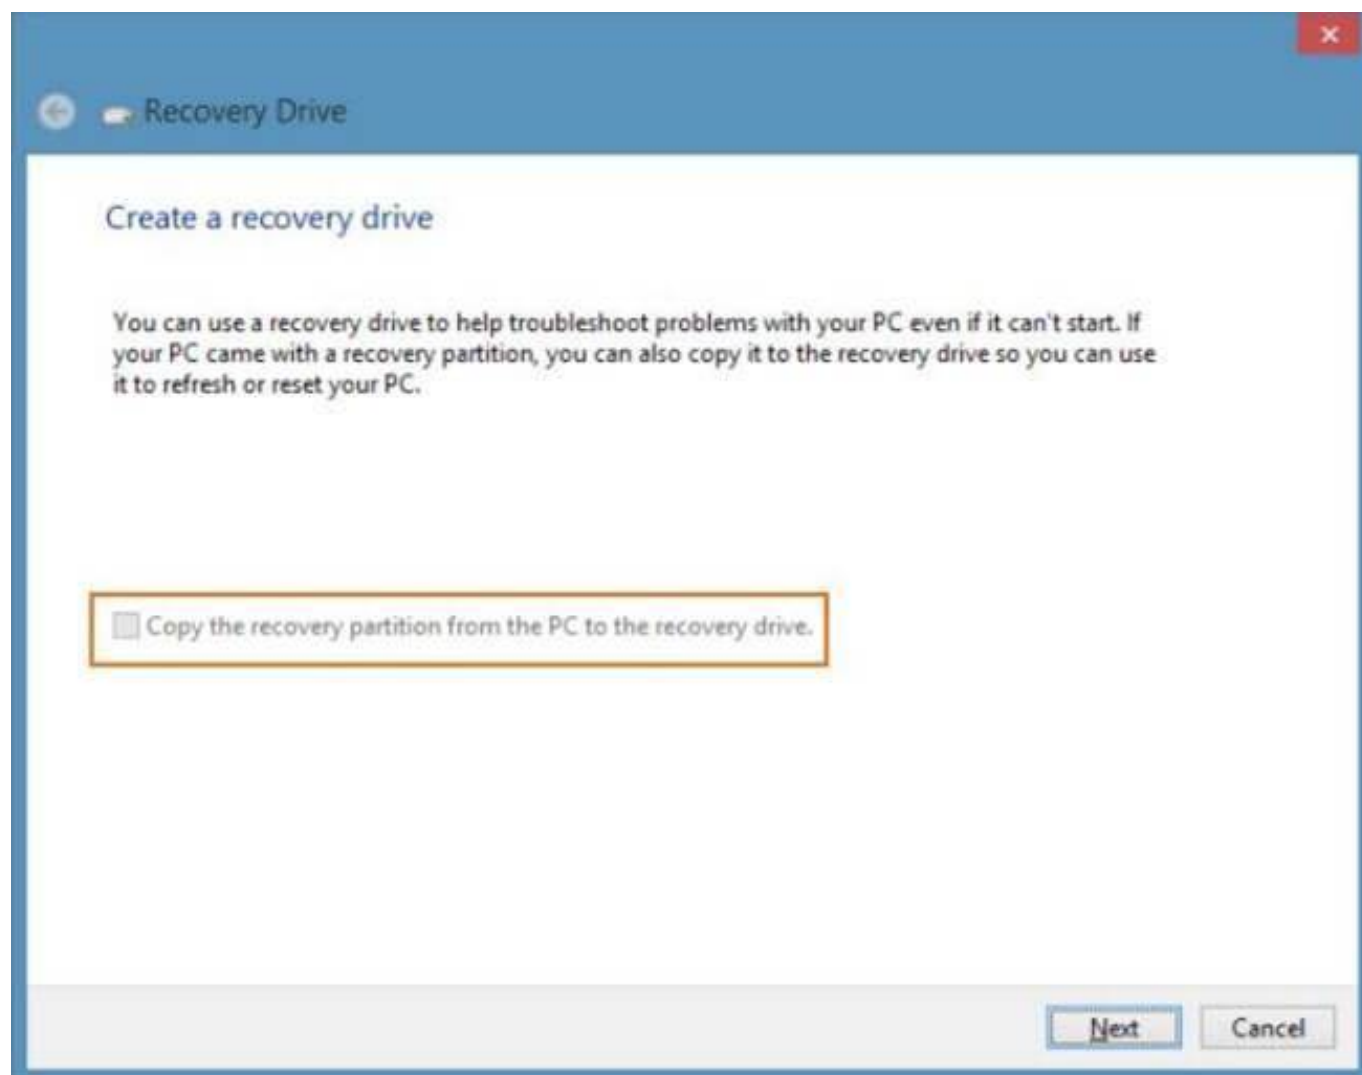 Recovery Drive
Create a recovery drive
You can use a recovery drive to help troubleshoot problems with your PC even if it can't start. If
your PC came with a recovery partition, you can also copy it to the recovery drive so you can use
it to refresh or reset your PC.
Copy the recovery partition from the PC to the recovery drive.
Next
Cancel